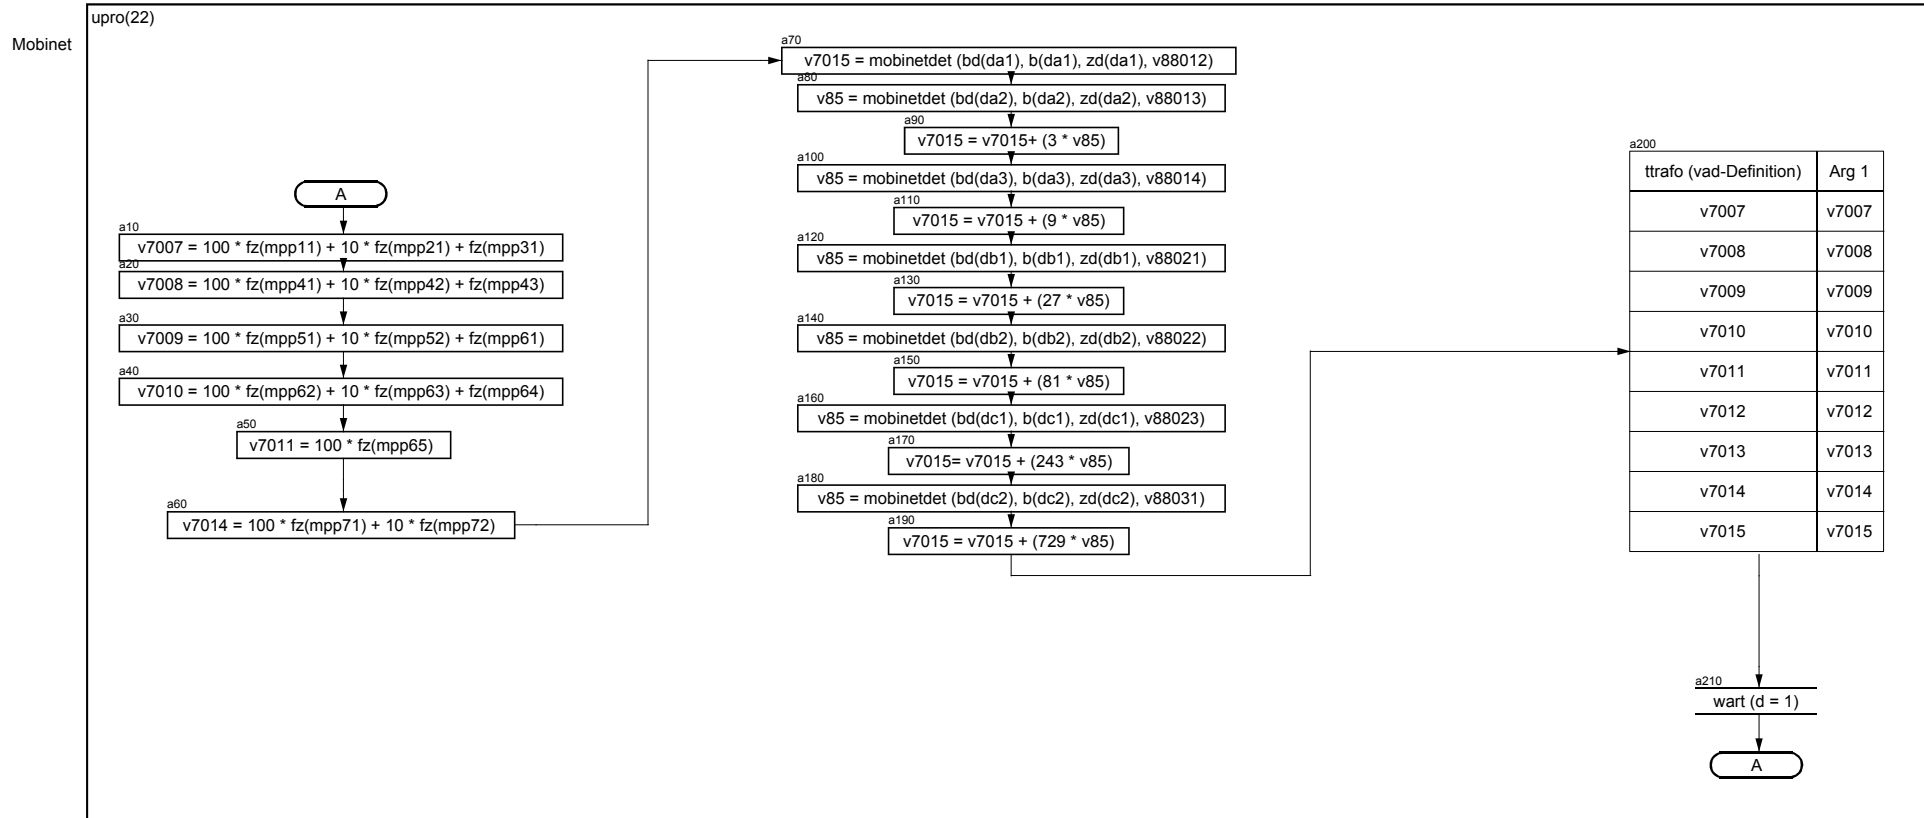 upro(22)
Mobinet
A
a10
v7007 = 100 * fz(mpp11) + 10 * fz(mpp21) + fz(mpp31)
a20
v7008 = 100 * fz(mpp41) + 10 * fz(mpp42) + fz(mpp43)
a30
v7009 = 100 * fz(mpp51) + 10 * fz(mpp52) + fz(mpp61)
a40
v7010 = 100 * fz(mpp62) + 10 * fz(mpp63) + fz(mpp64)
a50
v7011 = 100 * fz(mpp65)
a60
v7014 = 100 * fz(mpp71) + 10 * fz(mpp72)
a70
v7015 = mobinetdet (bd(da1), b(da1), zd(da1), v88012)
a80
v85 = mobinetdet (bd(da2), b(da2), zd(da2), v88013)
a90
v7015 = v7015+ (3 * v85)
a100
v85 = mobinetdet (bd(da3), b(da3), zd(da3), v88014)
a110
v7015 = v7015 + (9 * v85)
a120
v85 = mobinetdet (bd(db1), b(db1), zd(db1), v88021)
a130
v7015 = v7015 + (27 * v85)
a140
v85 = mobinetdet (bd(db2), b(db2), zd(db2), v88022)
a150
v7015 = v7015 + (81 * v85)
a160
v85 = mobinetdet (bd(dc1), b(dc1), zd(dc1), v88023)
a170
v7015= v7015 + (243 * v85)
a180
v85 = mobinetdet (bd(dc2), b(dc2), zd(dc2), v88031)
a190
v7015 = v7015 + (729 * v85)
a200
ttrafo (vad-Definition) Arg 1
v7007 v7007
v7008 v7008
v7009 v7009
v7010 v7010
v7011 v7011
v7012 v7012
v7013 v7013
v7014 v7014
v7015 v7015
a210
wart (d = 1)
A